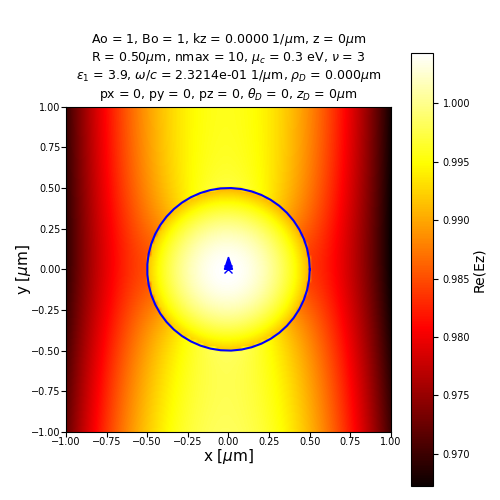 Ao = 1, Bo = 1, kz = 0.0000 1/μm, z = 0μm
R = 0.50μm, nmax = 10, μc = 0.3 eV, ν = 3
ε1 = 3.9, ω/c = 2.3214e-01 1/μm, ρD = 0.000μm
px = 0, py = 0, pz = 0, θD = 0, zD = 0μm
1.00
0.75
0.50
0.25
0.00
−0.25
−0.50
−0.75
−1.00
y [μm]
−1.00 −0.75 −0.50 −0.25 0.00 0.25 0.50 0.75 1.00
x [μm]
1.000
0.995
0.990
0.985
0.980
0.975
0.970
Re(Ez)